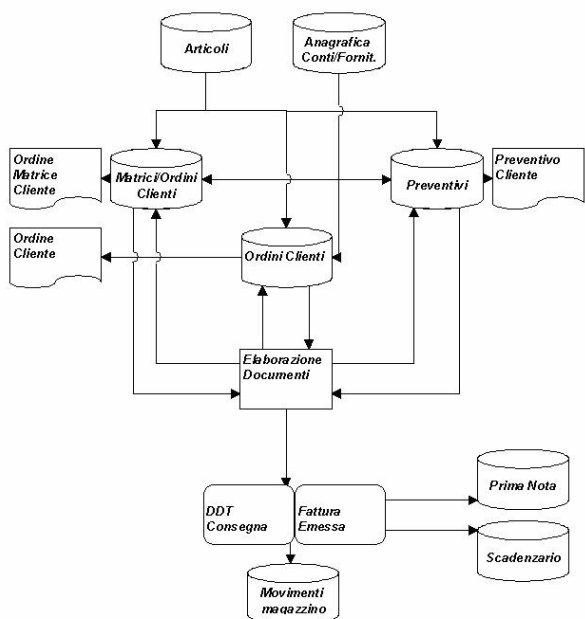 Articoli
Anagrafica
Conti/Fornit.
Ordine
Matrice
Cliente
Matrici/Ordini
Clienti
Preventivi
Preventivo
Cliente
Ordine
Cliente
Ordini Clienti
Elaborazione
Documenti
DDT
Consegna
Fattura
Emessa
Prima Nota
Scadenzario
Movimenti
magazzino